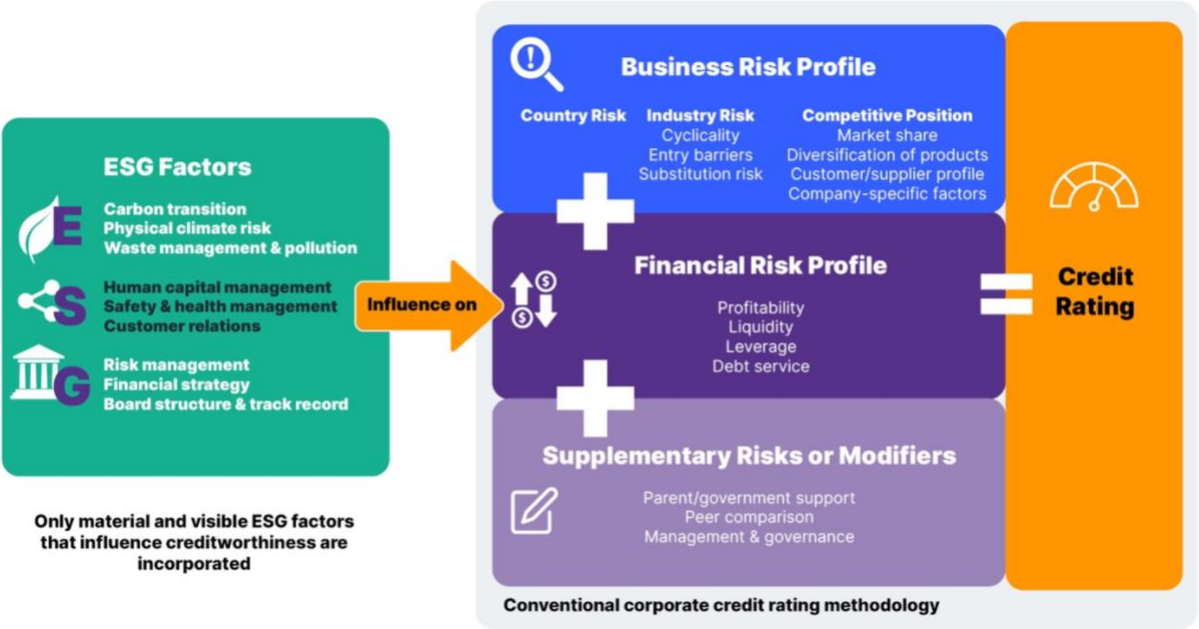 ESG Factors
E
Carbon transition
Physical climate risk
Waste management & pollution
S
Human capital management
Safety & health management
Customer relations
G
Risk management
Financial strategy
Board structure & track record
Only material and visible ESG factors
that influence creditworthiness are
incorporated
Influence on
Business Risk Profile
Country Risk
Industry Risk
Cyclicality
Entry barriers
Substitution risk
Competitive Position
Market share
Diversification of products
Customer/supplier profile
Company-specific factors
Financial Risk Profile
$
$
Profitability
Liquidity
Leverage
Debt service
Supplementary Risks or Modifiers
Parent/government support
Peer comparison
Management & governance
Credit
Rating
Conventional corporate credit rating methodology